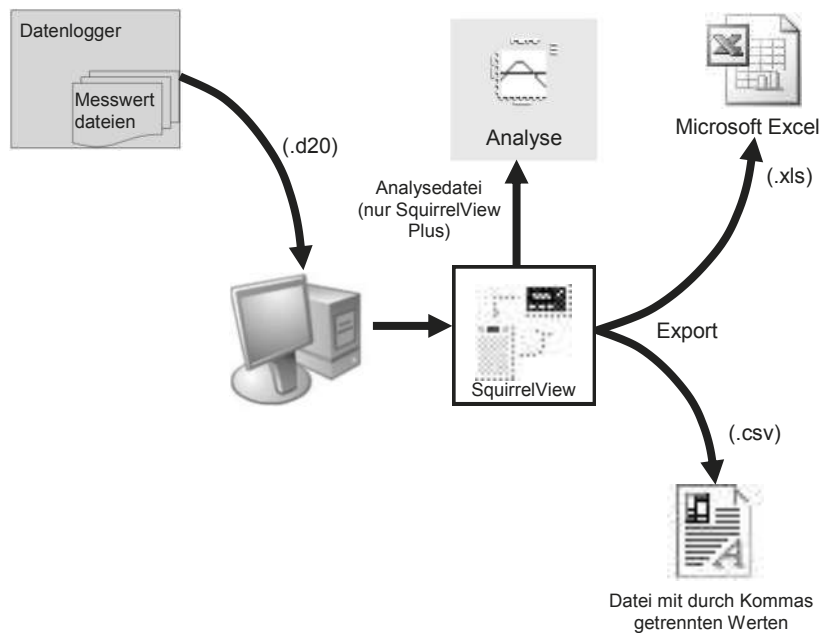 Datenlogger
Messwert
dateien
(.d20)
Analyse
Analysedatei
(nur SquirrelView
Plus)
Microsoft Excel
(.xls)
SquirrelView
Export
(.csv)
Datei mit durch Kommas
getrennten Werten